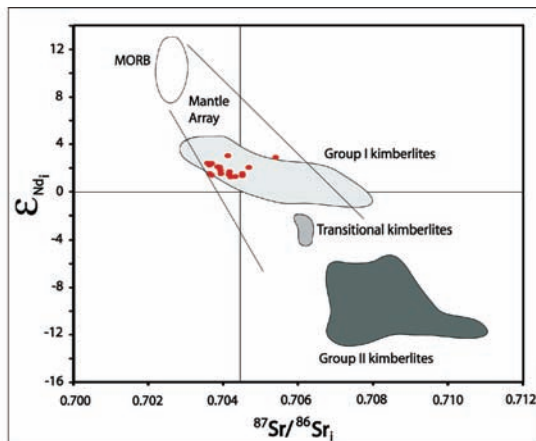 12
MORB
8
Mantle
Array
4
Group I kimberlites
εNdi
0
Transitional kimberlites
-4
-8
-12
Group II kimberlites
-16
0.700 0.702 0.704 0.706 0.708 0.710 0.712
87Sr/86Sri